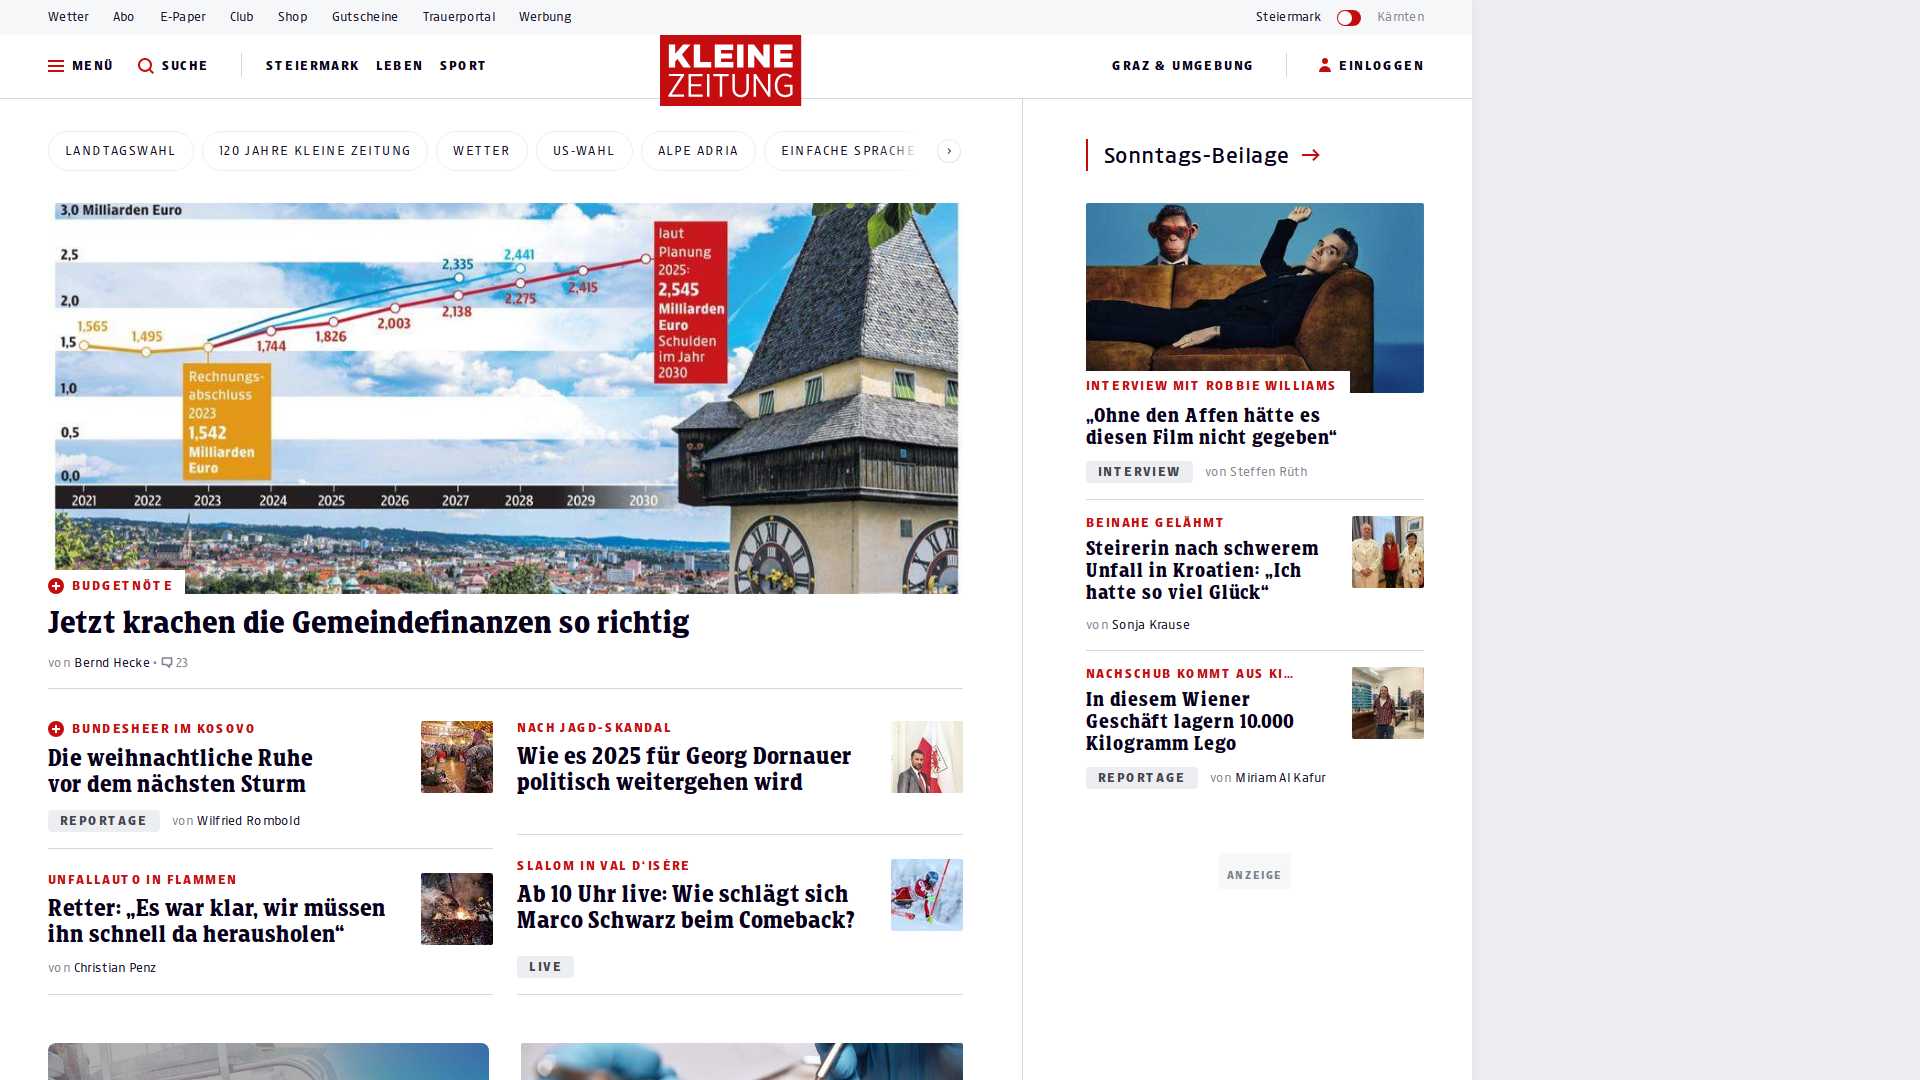 Wetter Abo E-Paper Club Shop Gutscheine Trauerportal Werbung Steiermark Kärnten
MENÜ SUCHE STEIERMARK LEBEN SPORT KLEINE ZEITUNG GRAZ & UMGEBUNG EINLOGGEN
LANDTAGSWAHL 120 JAHRE KLEINE ZEITUNG WETTER US-WAHL ALPE ADRIA EINFACHE SPRACHE
3,0 Milliarden Euro
2,5
2,0
1,5
1,0
0,5
0,0
1,565
1,495
Rechnungs-
abschluss
2023
1,542
Milliarden
Euro
1,744
1,826
2,003
2,138
2,275
2,415
2,335
2,441
laut
Planung
2025:
2,545
Milliarden
Euro
Schulden
im Jahr
2030
2021 2022 2023 2024 2025 2026 2027 2028 2029 2030
BUDGETNÖTE
Jetzt krachen die Gemeindefinanzen so richtig
von Bernd Hecke • 23
BUNDESHEER IM KOSOVO
Die weihnachtliche Ruhe
vor dem nächsten Sturm
REPORTAGE von Wilfried Rombold
UNFALLAUTO IN FLAMMEN
Retter: „Es war klar, wir müssen
ihn schnell da herausholen“
von Christian Penz
NACH JAGD-SKANDAL
Wie es 2025 für Georg Dornauer
politisch weitergehen wird
SLALOM IN VAL D'ISÈRE
Ab 10 Uhr live: Wie schlägt sich
Marco Schwarz beim Comeback?
LIVE
Sonntags-Beilage
INTERVIEW MIT ROBBIE WILLIAMS
„Ohne den Affen hätte es
diesen Film nicht gegeben“
INTERVIEW von Steffen Rüth
BEINAHE GELÄHMT
Steirerin nach schwerem
Unfall in Kroatien: „Ich
hatte so viel Glück“
von Sonja Krause
NACHSCHUB KOMMT AUS KI...
In diesem Wiener
Geschäft lagern 10.000
Kilogramm Lego
REPORTAGE von Miriam Al Kafur
ANZEIGE